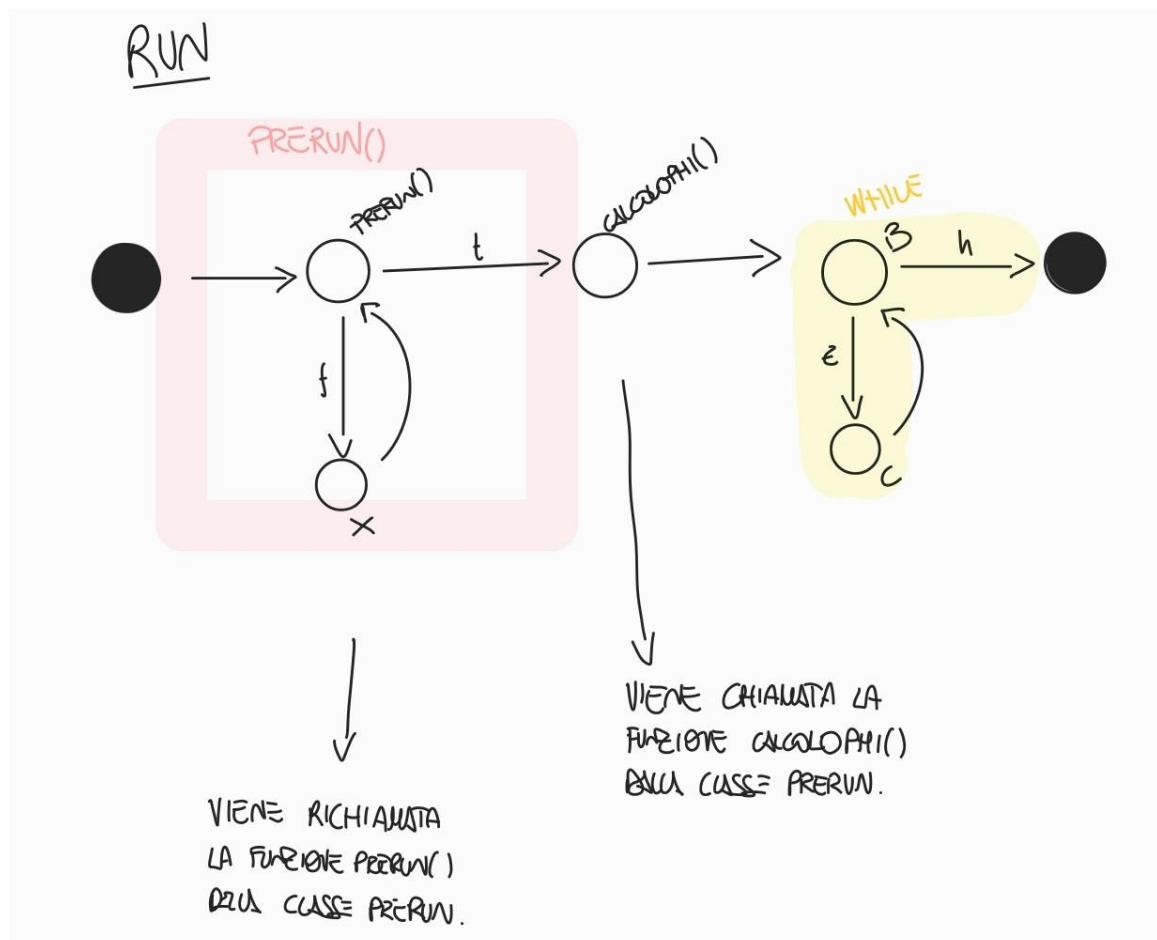 RUN
PRERUN()
PRERUN()
CALCOLOPHI()
WHILE
t
B
h
f
ε
X
C
VIENE CHIAMATA LA
FUNZIONE CALCOLOPHI()
DALLA CLASSE PRERUN.
VIENE RICHIAMATA
LA FUNZIONE PRERUN()
DELLA CLASSE PRERUN.